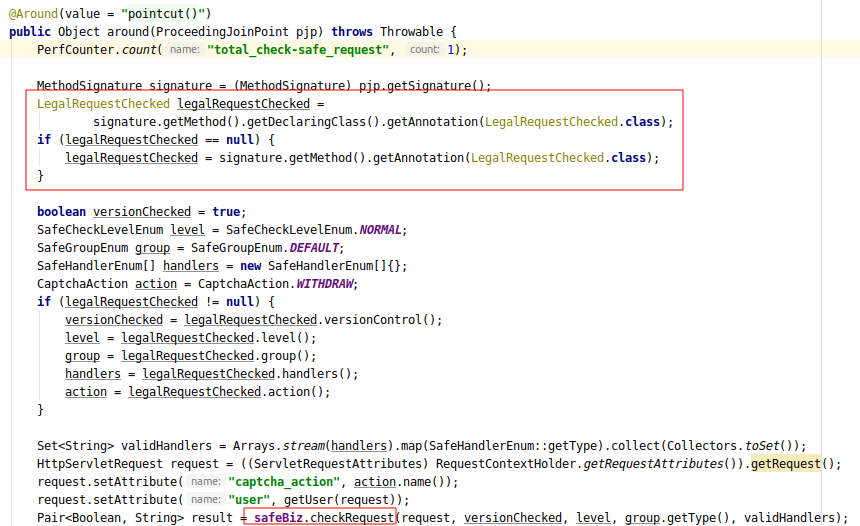 @Around(value = "pointcut()")
public Object around(ProceedingJoinPoint pjp) throws Throwable {
    PerfCounter.count( name: "total_check-safe_request",  count: 1);

    MethodSignature signature = (MethodSignature) pjp.getSignature();
    LegalRequestChecked legalRequestChecked =
            signature.getMethod().getDeclaringClass().getAnnotation(LegalRequestChecked.class);
    if (legalRequestChecked == null) {
        legalRequestChecked = signature.getMethod().getAnnotation(LegalRequestChecked.class);
    }

    boolean versionChecked = true;
    SafeCheckLevelEnum level = SafeCheckLevelEnum.NORMAL;
    SafeGroupEnum group = SafeGroupEnum.DEFAULT;
    SafeHandlerEnum[] handlers = new SafeHandlerEnum[]{};
    CaptchaAction action = CaptchaAction.WITHDRAW;
    if (legalRequestChecked != null) {
        versionChecked = legalRequestChecked.versionControl();
        level = legalRequestChecked.level();
        group = legalRequestChecked.group();
        handlers = legalRequestChecked.handlers();
        action = legalRequestChecked.action();
    }

    Set<String> validHandlers = Arrays.stream(handlers).map(SafeHandlerEnum::getType).collect(Collectors.toSet());
    HttpServletRequest request = ((ServletRequestAttributes) RequestContextHolder.getRequestAttributes()).getRequest();
    request.setAttribute( name: "captcha_action", action.name());
    request.setAttribute( name: "user", getUser(request));
    Pair<Boolean, String> result = safeBiz.checkRequest(request, versionChecked, level, group.getType(), validHandlers);